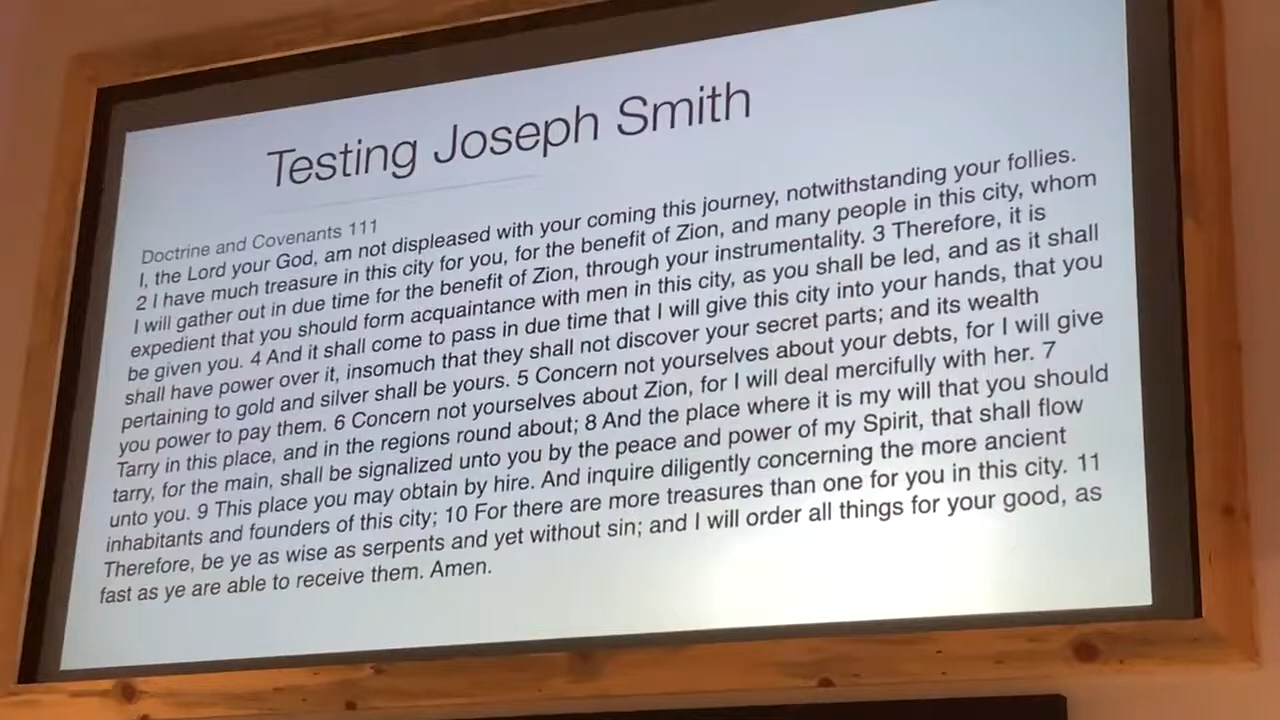 Testing Joseph Smith
Doctrine and Covenants 111
I, the Lord your God, am not displeased with your coming this journey, notwithstanding your follies.
2 I have much treasure in this city for you, for the benefit of Zion, and many people in this city, whom
I will gather out in due time for the benefit of Zion, through your instrumentality. 3 Therefore, it is
expedient that you should form acquaintance with men in this city, as you shall be led, and as it shall
be given you. 4 And it shall come to pass in due time that I will give this city into your hands, that you
shall have power over it, insomuch that they shall not discover your secret parts; and its wealth
pertaining to gold and silver shall be yours. 5 Concern not yourselves about your debts, for I will give
you power to pay them. 6 Concern not yourselves about Zion, for I will deal mercifully with her. 7
Tarry in this place, and in the regions round about; 8 And the place where it is my will that you should
tarry, for the main, shall be signalized unto you by the peace and power of my Spirit, that shall flow
unto you. 9 This place you may obtain by hire. And inquire diligently concerning the more ancient
inhabitants and founders of this city; 10 For there are more treasures than one for you in this city. 11
Therefore, be ye as wise as serpents and yet without sin; and I will order all things for your good, as
fast as ye are able to receive them. Amen.